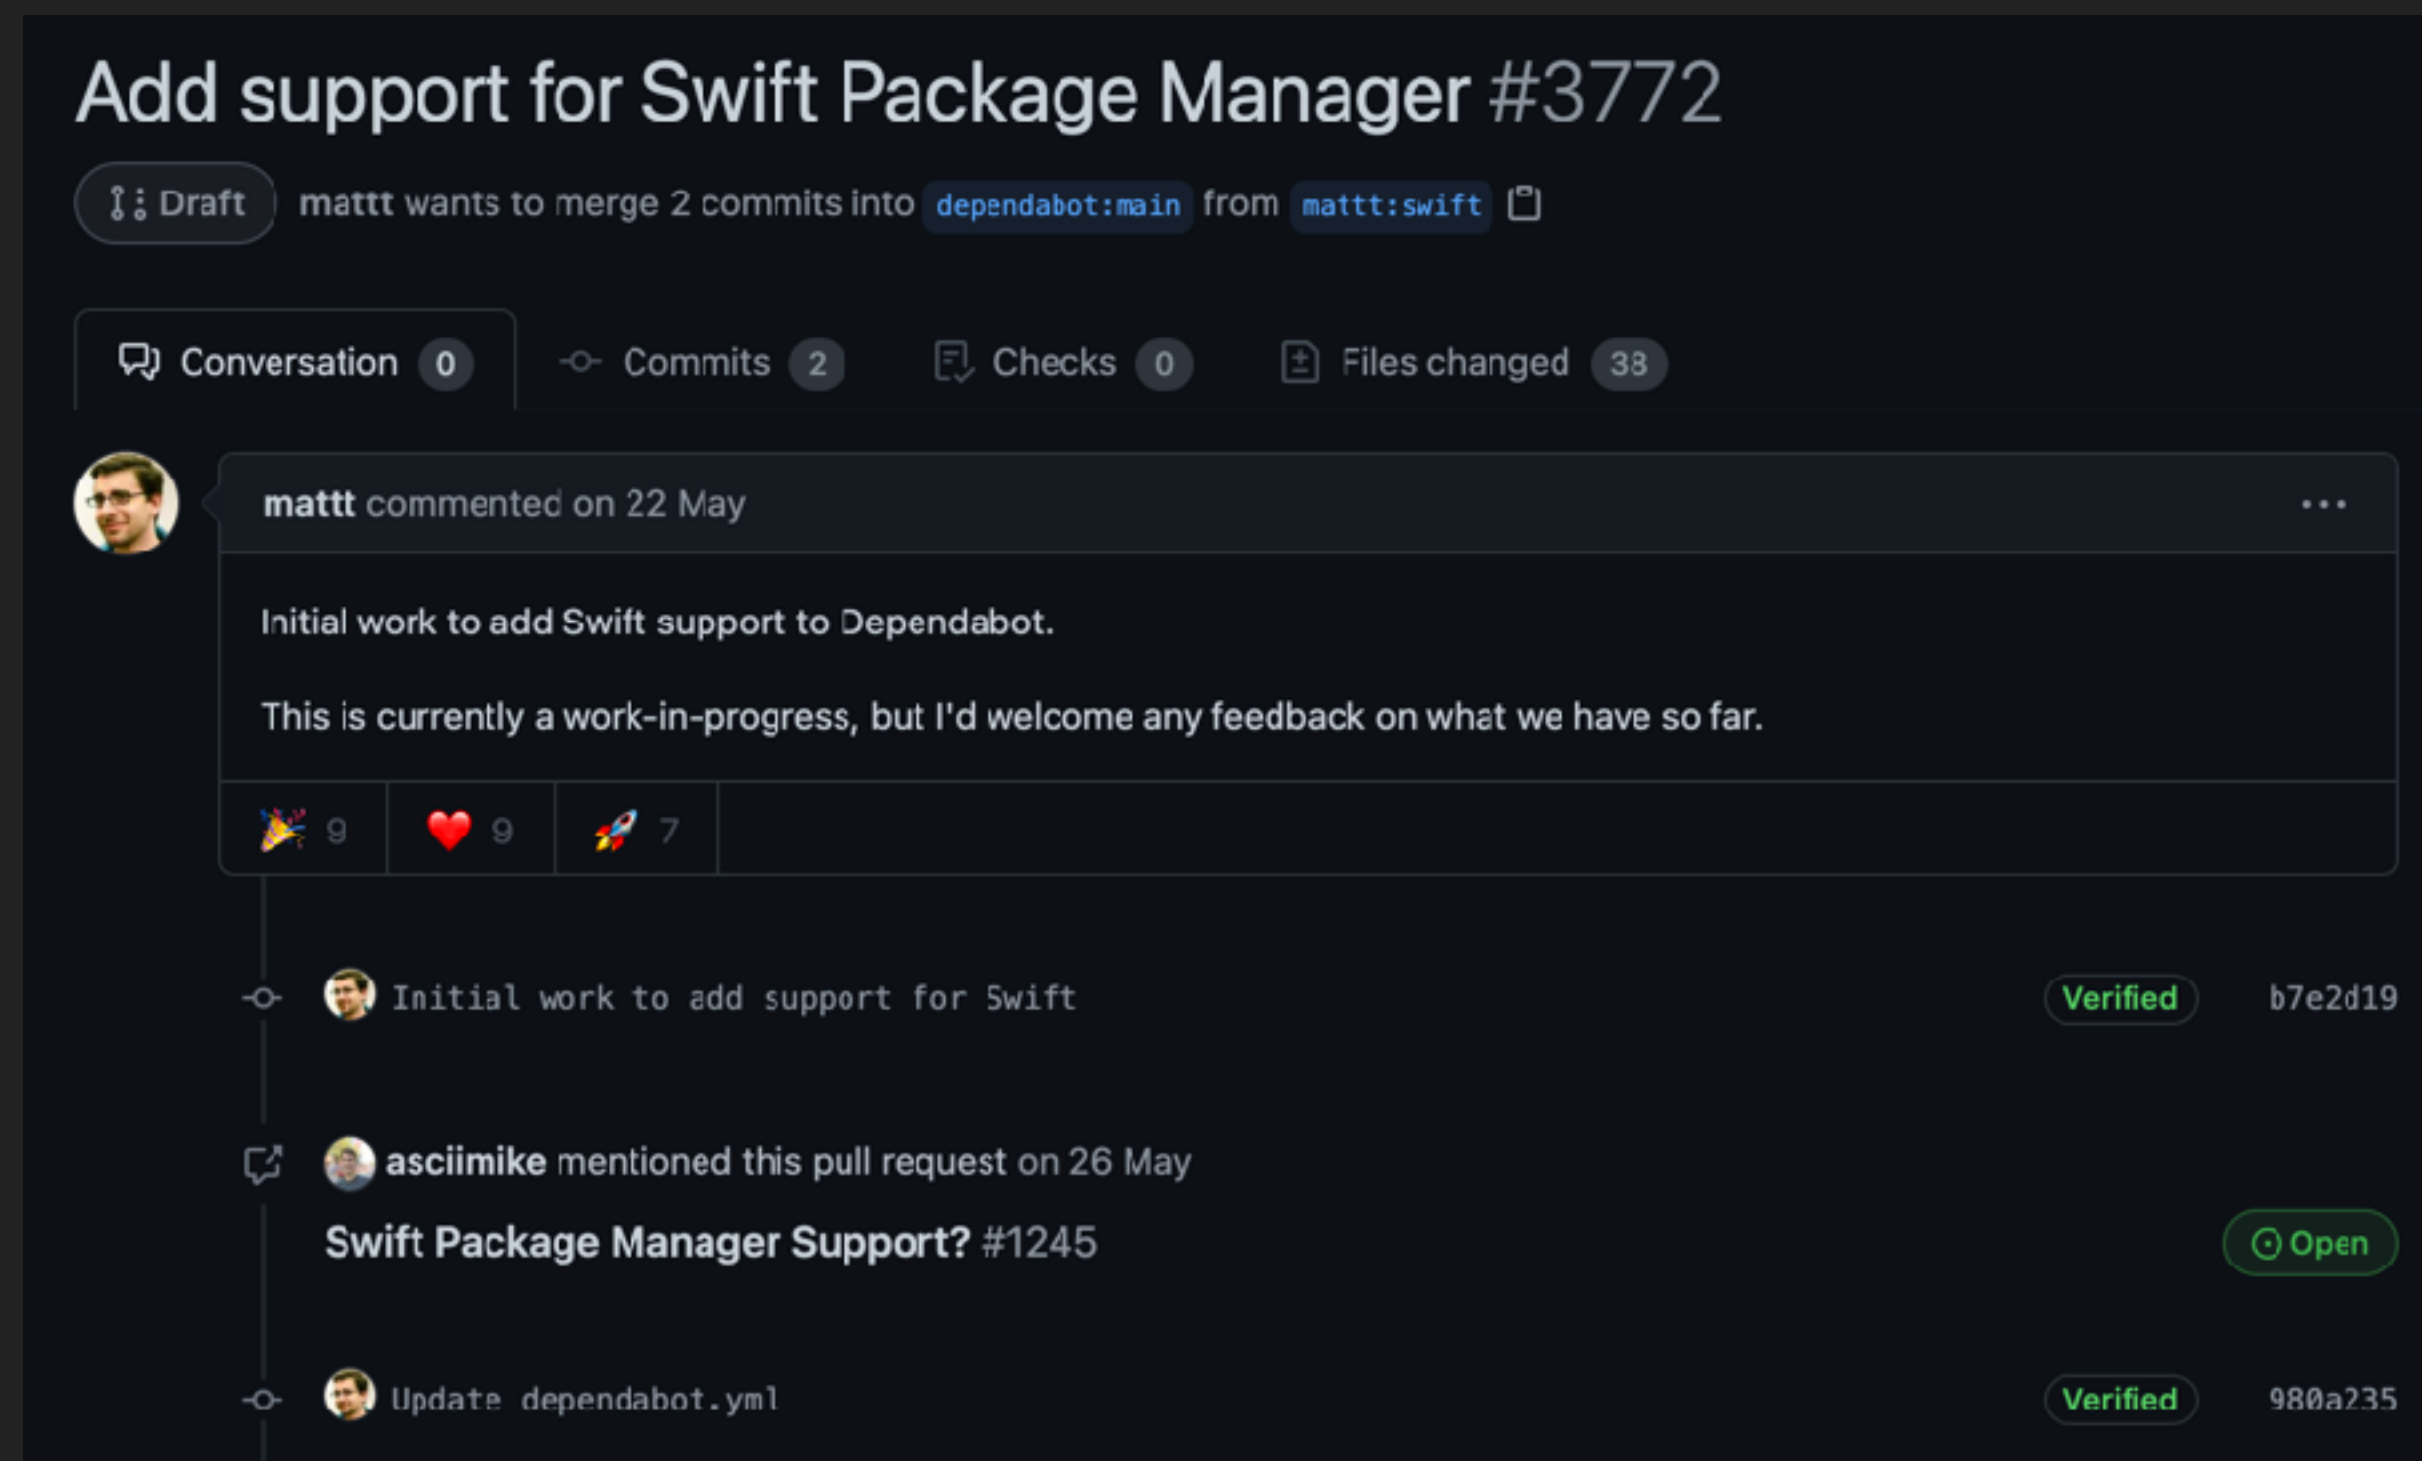 Add support for Swift Package Manager #3772
Draft mattt wants to merge 2 commits into dependabot:main from mattt:swift
Conversation 0 Commits 2 Checks 0 Files changed 38
mattt commented on 22 May
Initial work to add Swift support to Dependabot.
This is currently a work-in-progress, but I'd welcome any feedback on what we have so far.
9 9 7
Initial work to add support for Swift Verified b7e2d19
asciimike mentioned this pull request on 26 May
Swift Package Manager Support? #1245 Open
Update dependabot.yml Verified 980a235